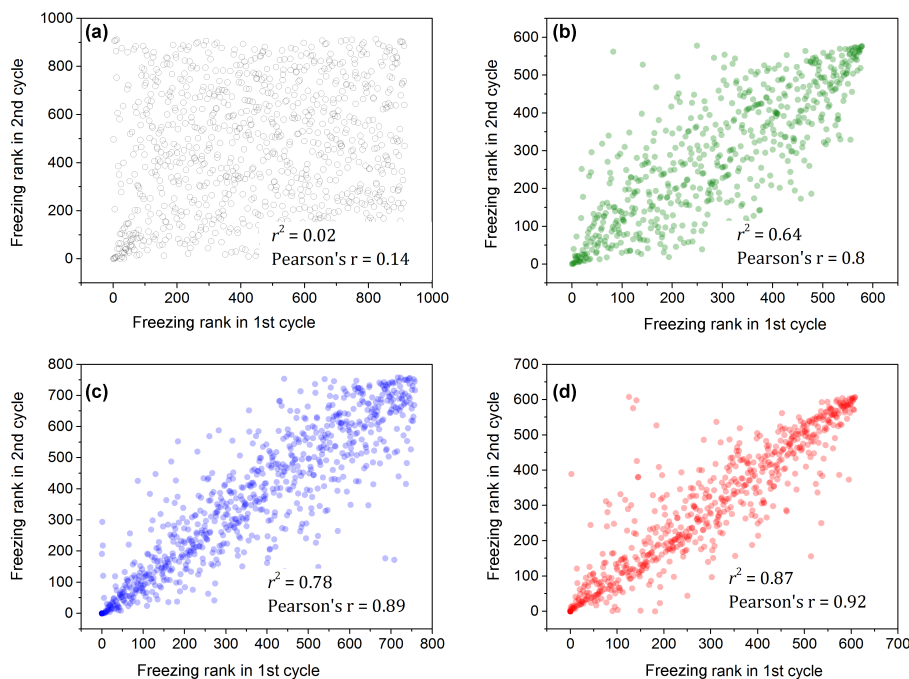 (a)
Freezing rank in 2nd cycle
1000
800
600
400
200
0
r² = 0.02
Pearson's r = 0.14
0 200 400 600 800 1000
Freezing rank in 1st cycle
(b)
Freezing rank in 2nd cycle
600
500
400
300
200
100
0
r² = 0.64
Pearson's r = 0.8
0 100 200 300 400 500 600
Freezing rank in 1st cycle
(c)
Freezing rank in 2nd cycle
800
700
600
500
400
300
200
100
0
r² = 0.78
Pearson's r = 0.89
0 100 200 300 400 500 600 700 800
Freezing rank in 1st cycle
(d)
Freezing rank in 2nd cycle
700
600
500
400
300
200
100
0
r² = 0.87
Pearson's r = 0.92
0 100 200 300 400 500 600 700
Freezing rank in 1st cycle